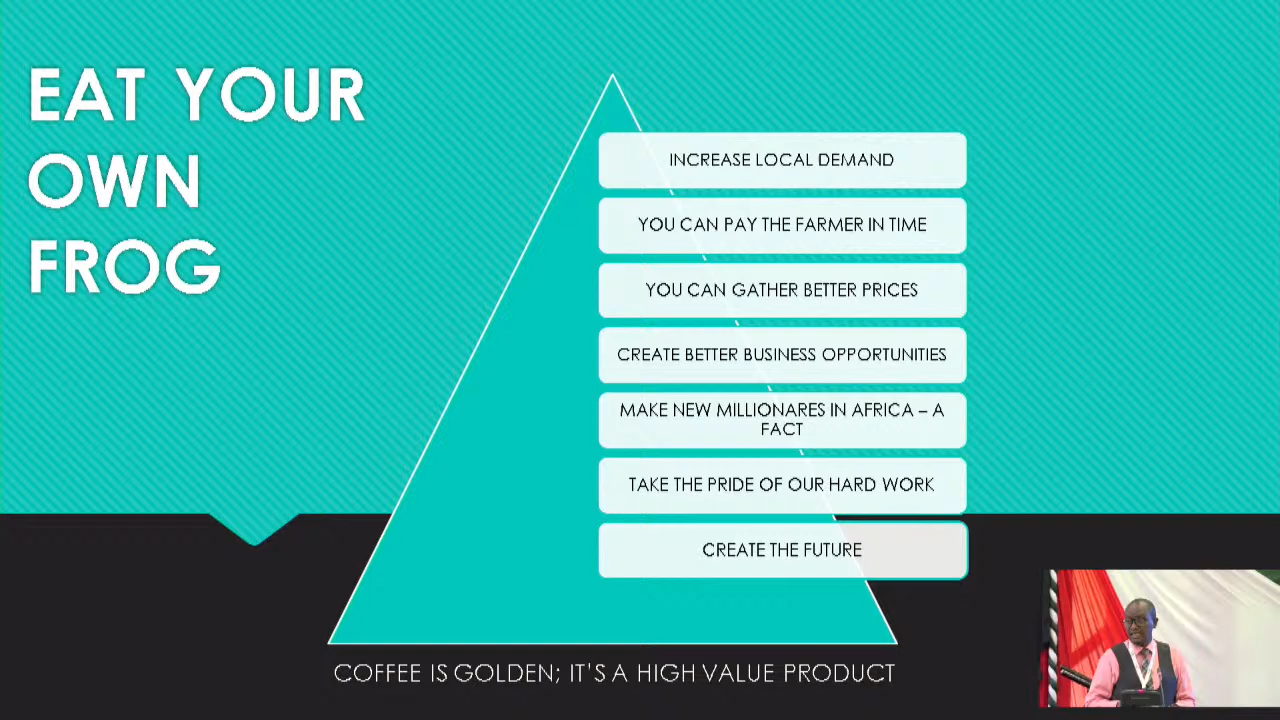 EAT YOUR
OWN
FROG
INCREASE LOCAL DEMAND
YOU CAN PAY THE FARMER IN TIME
YOU CAN GATHER BETTER PRICES
CREATE BETTER BUSINESS OPPORTUNITIES
MAKE NEW MILLIONARES IN AFRICA – A
FACT
TAKE THE PRIDE OF OUR HARD WORK
CREATE THE FUTURE
COFFEE IS GOLDEN; IT'S A HIGH VALUE PRODUCT